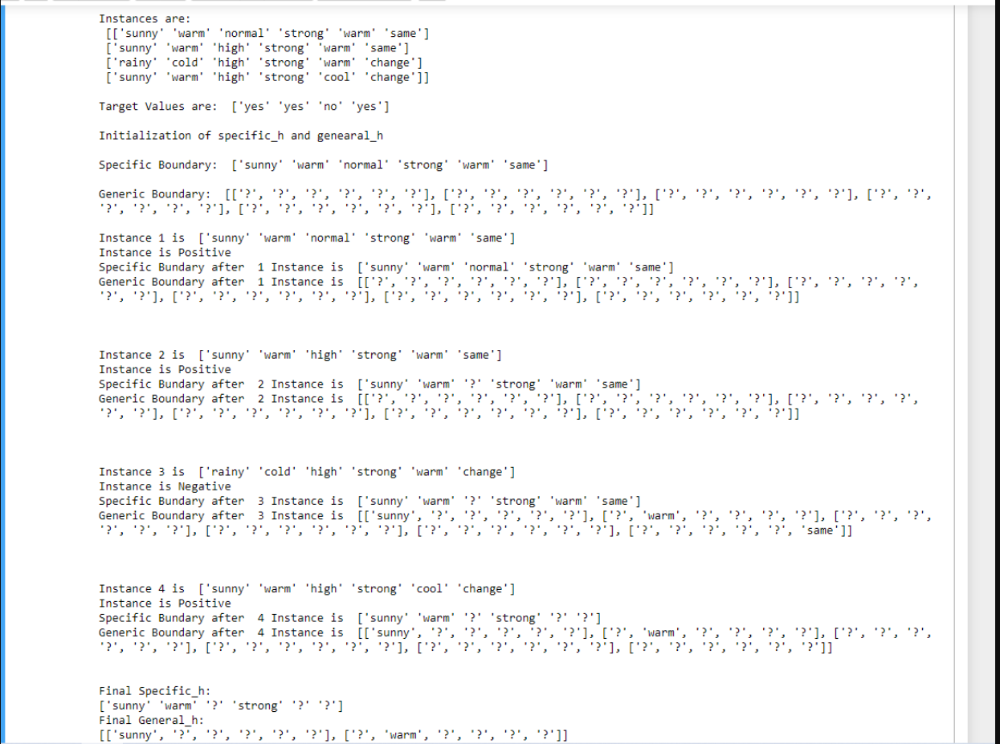 Instances are:
[['sunny' 'warm' 'normal' 'strong' 'warm' 'same']
['sunny' 'warm' 'high' 'strong' 'warm' 'same']
['rainy' 'cold' 'high' 'strong' 'warm' 'change']
['sunny' 'warm' 'high' 'strong' 'cool' 'change']]
Target Values are:  ['yes' 'yes' 'no' 'yes']
Initialization of specific_h and genearal_h
Specific Boundary:  ['sunny' 'warm' 'normal' 'strong' 'warm' 'same']
Generic Boundary:  [['?', '?', '?', '?', '?', '?'], ['?', '?', '?', '?', '?', '?'], ['?', '?', '?', '?', '?', '?'], ['?', '?',
'?', '?', '?', '?'], ['?', '?', '?', '?', '?', '?'], ['?', '?', '?', '?', '?', '?']]
Instance 1 is  ['sunny' 'warm' 'normal' 'strong' 'warm' 'same']
Instance is Positive
Specific Bundary after  1 Instance is  ['sunny' 'warm' 'normal' 'strong' 'warm' 'same']
Generic Boundary after  1 Instance is  [['?', '?', '?', '?', '?', '?'], ['?', '?', '?', '?', '?', '?'], ['?', '?', '?', '?',
'?', '?'], ['?', '?', '?', '?', '?', '?'], ['?', '?', '?', '?', '?', '?'], ['?', '?', '?', '?', '?', '?']]
Instance 2 is  ['sunny' 'warm' 'high' 'strong' 'warm' 'same']
Instance is Positive
Specific Bundary after  2 Instance is  ['sunny' 'warm' '?' 'strong' 'warm' 'same']
Generic Boundary after  2 Instance is  [['?', '?', '?', '?', '?', '?'], ['?', '?', '?', '?', '?', '?'], ['?', '?', '?', '?',
'?', '?'], ['?', '?', '?', '?', '?', '?'], ['?', '?', '?', '?', '?', '?'], ['?', '?', '?', '?', '?', '?']]
Instance 3 is  ['rainy' 'cold' 'high' 'strong' 'warm' 'change']
Instance is Negative
Specific Bundary after  3 Instance is  ['sunny' 'warm' '?' 'strong' 'warm' 'same']
Generic Boundary after  3 Instance is  [['sunny', '?', '?', '?', '?', '?'], ['?', 'warm', '?', '?', '?', '?'], ['?', '?', '?',
'?', '?', '?'], ['?', '?', '?', '?', '?', '?'], ['?', '?', '?', '?', '?', '?'], ['?', '?', '?', '?', '?', 'same']]
Instance 4 is  ['sunny' 'warm' 'high' 'strong' 'cool' 'change']
Instance is Positive
Specific Bundary after  4 Instance is  ['sunny' 'warm' '?' 'strong' '?' '?']
Generic Boundary after  4 Instance is  [['sunny', '?', '?', '?', '?', '?'], ['?', 'warm', '?', '?', '?', '?'], ['?', '?', '?',
'?', '?', '?'], ['?', '?', '?', '?', '?', '?'], ['?', '?', '?', '?', '?', '?'], ['?', '?', '?', '?', '?', '?']]
Final Specific_h:
['sunny' 'warm' '?' 'strong' '?' '?']
Final General_h:
[['sunny', '?', '?', '?', '?', '?'], ['?', 'warm', '?', '?', '?', '?']]